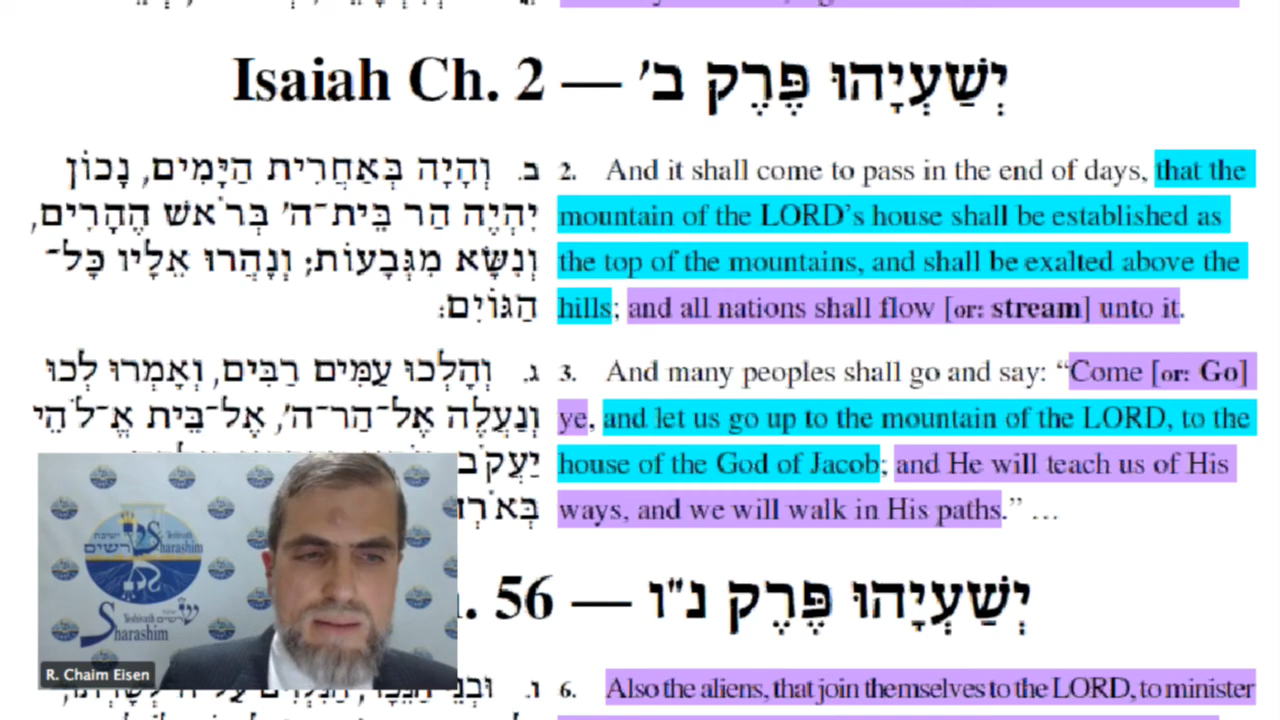 Isaiah Ch. 2 — יְשַׁעְיָהוּ פֶּרֶק ב׳
ב. וְהָיָה בְּאַחֲרִית הַיָּמִים, נָכוֹן
יִהְיֶה הַר בֵּית־ה׳ בְּרֹאשׁ הֶהָרִים,
וְנִשָּׂא מִגְּבָעוֹת; וְנָהֲרוּ אֵלָיו כָּל־
הַגּוֹיִם:
2. And it shall come to pass in the end of days, that the
mountain of the LORD’s house shall be established as
the top of the mountains, and shall be exalted above the
hills; and all nations shall flow [or: stream] unto it.
ג. וְהָלְכוּ עַמִּים רַבִּים, וְאָמְרוּ לְכוּ
וְנַעֲלֶה אֶל־הַר־ה׳, אֶל־בֵּית אֱ־לֹהֵי
יַעֲקֹב
3. And many peoples shall go and say: “Come [or: Go]
ye, and let us go up to the mountain of the LORD, to the
house of the God of Jacob; and He will teach us of His
ways, and we will walk in His paths.” …
56 — יְשַׁעְיָהוּ פֶּרֶק נ"ו
ו.
6. Also the aliens, that join themselves to the LORD, to minister
ישיבת
שרשים
Yeshivath
Sharashim
Yeshivath שרשים
Sharashim
R. Chaim Eisen